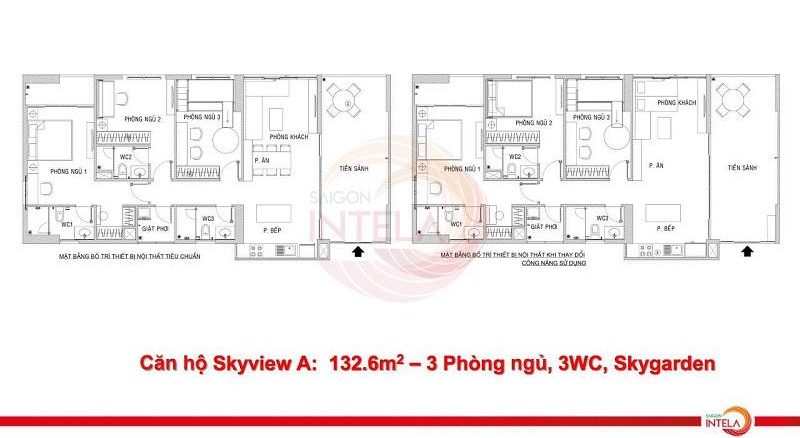 PHÒNG NGỦ 2
PHÒNG NGỦ 3
PHÒNG KHÁCH
PHÒNG NGỦ 1
WC2
P. ĂN
TIỀN SẢNH
WC1
GIẶT PHƠI
WC3
P. BẾP
MẶT BẰNG BỐ TRÍ THIẾT BỊ NỘI THẤT TIÊU CHUẨN
PHÒNG KHÁCH
PHÒNG NGỦ 2
PHÒNG NGỦ 3
PHÒNG NGỦ 1
WC2
P. ĂN
TIỀN SẢNH
WC1
GIẶT PHƠI
WC3
P. BẾP
MẶT BẰNG BỐ TRÍ THIẾT BỊ NỘI THẤT KHI THAY ĐỔI
CÔNG NĂNG SỬ DỤNG
SAIGON
INTELA
Căn hộ Skyview A: 132.6m² – 3 Phòng ngủ, 3WC, Skygarden
SAIGON
INTELA